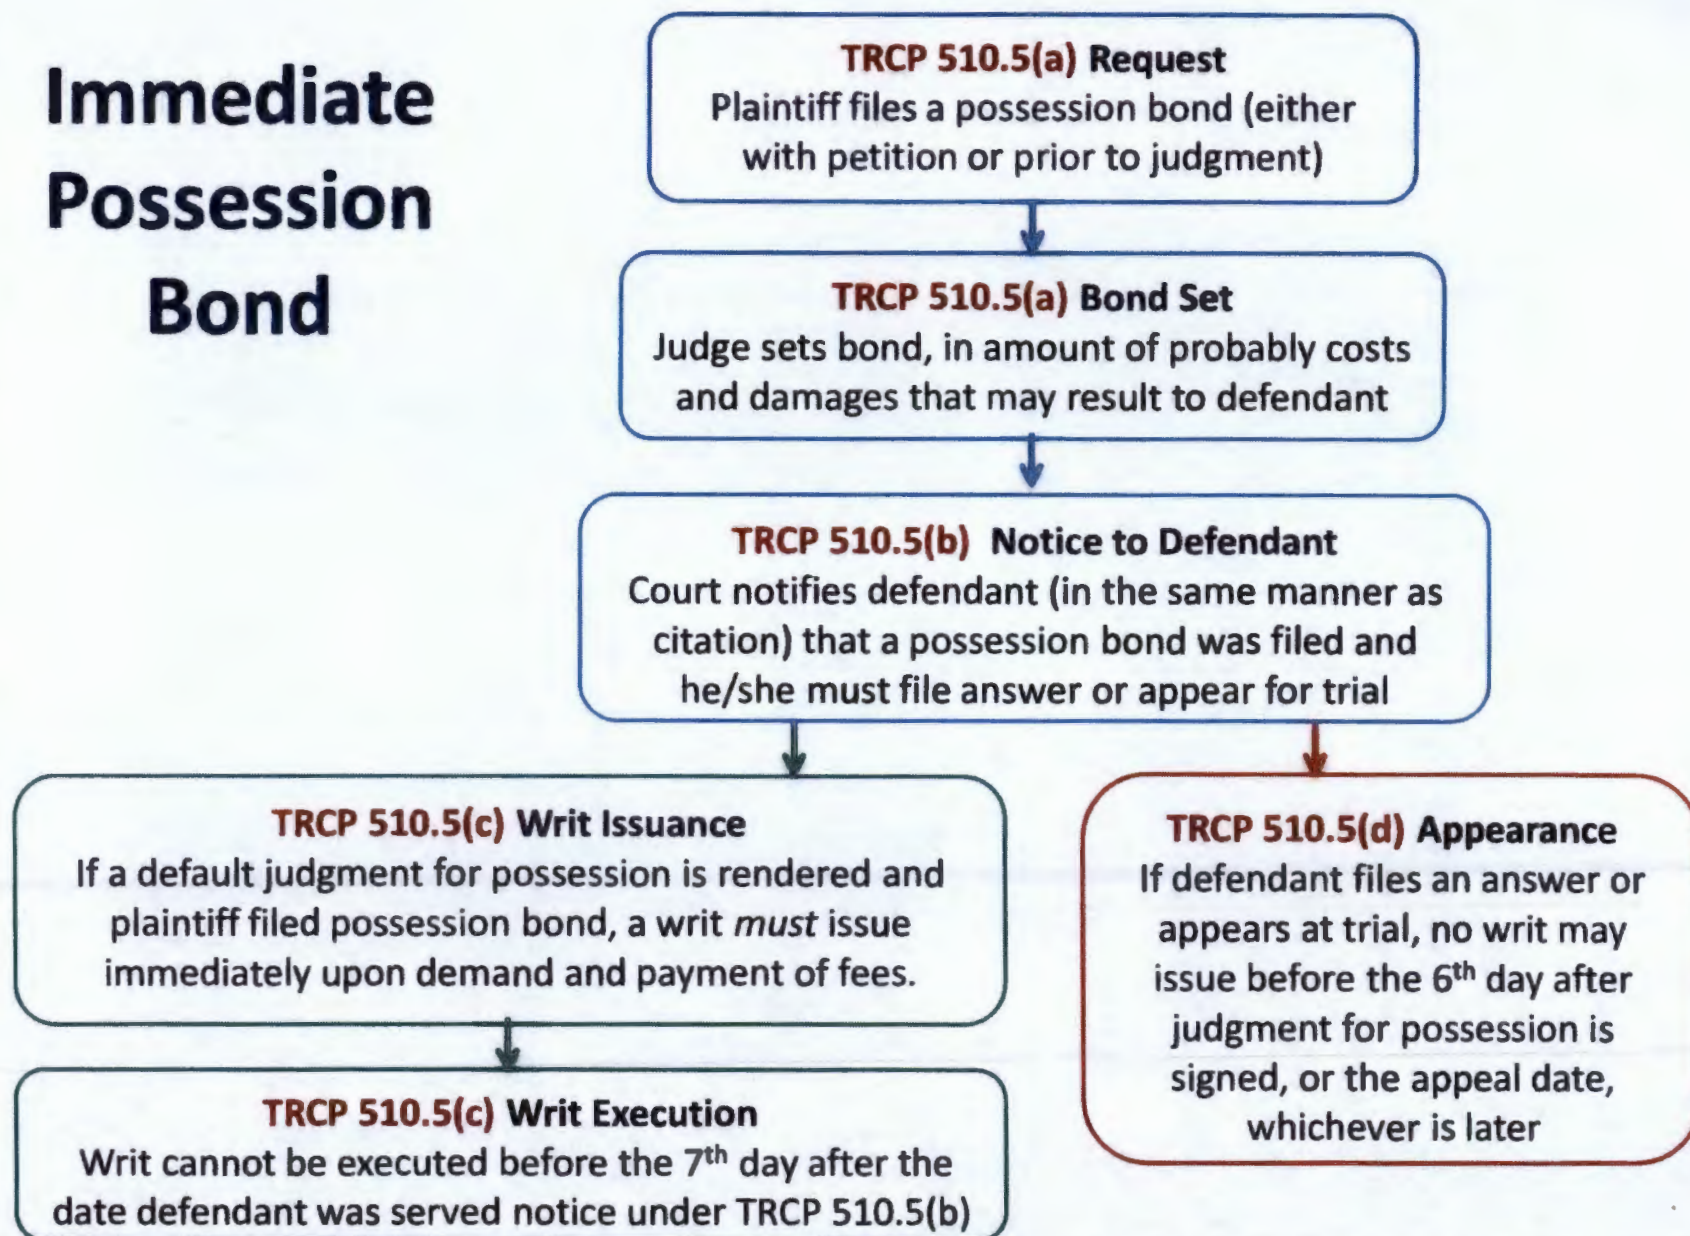 Immediate
Possession
Bond
TRCP 510.5(a) Request
Plaintiff files a possession bond (either
with petition or prior to judgment)
TRCP 510.5(a) Bond Set
Judge sets bond, in amount of probably costs
and damages that may result to defendant
TRCP 510.5(b) Notice to Defendant
Court notifies defendant (in the same manner as
citation) that a possession bond was filed and
he/she must file answer or appear for trial
TRCP 510.5(c) Writ Issuance
If a default judgment for possession is rendered and
plaintiff filed possession bond, a writ must issue
immediately upon demand and payment of fees.
TRCP 510.5(c) Writ Execution
Writ cannot be executed before the 7th day after the
date defendant was served notice under TRCP 510.5(b)
TRCP 510.5(d) Appearance
If defendant files an answer or
appears at trial, no writ may
issue before the 6th day after
judgment for possession is
signed, or the appeal date,
whichever is later